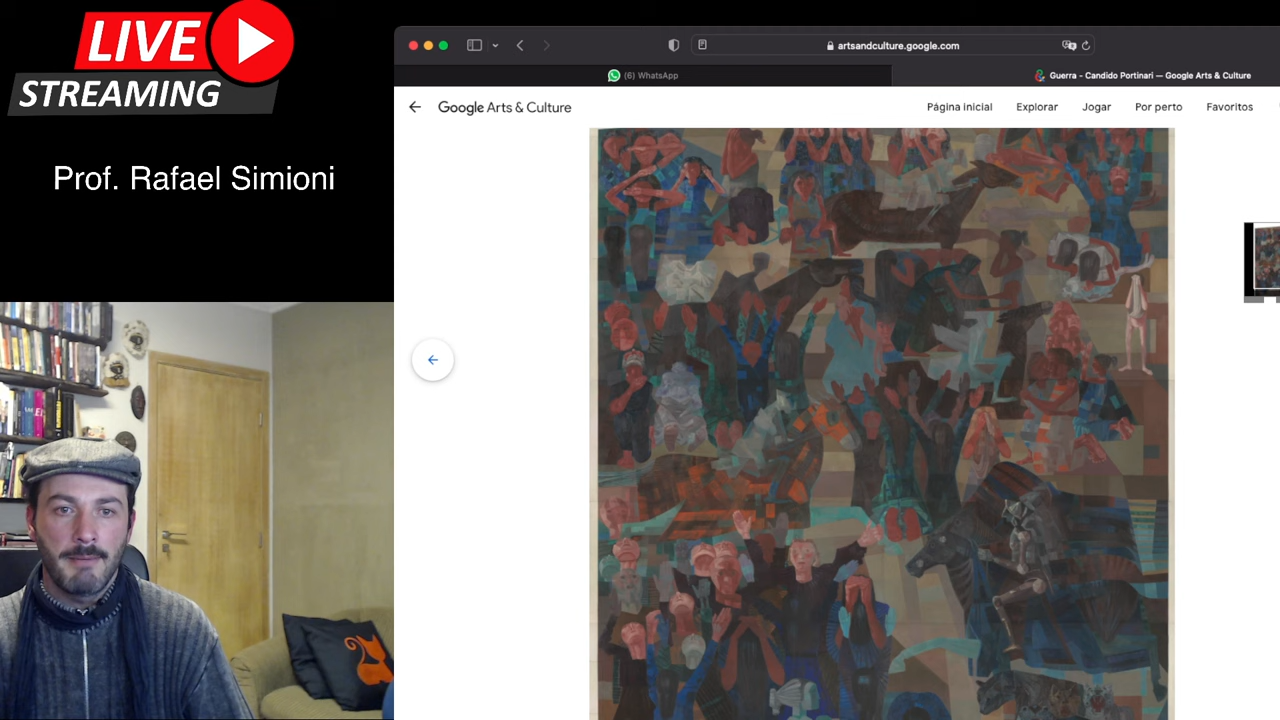 LIVE
STREAMING
Prof. Rafael Simioni
artsandculture.google.com
(6) WhatsApp
Guerra - Candido Portinari — Google Arts & Culture
Google Arts & Culture
Página inicial
Explorar
Jogar
Por perto
Favoritos